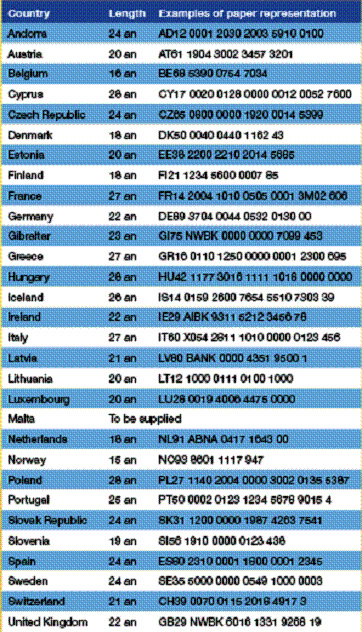 Country Length Examples of paper representation
Andorra 24 an AD12 0001 2030 2003 5910 0100
Austria 20 an AT61 1904 3002 3457 3201
Belgium 16 an BE68 5390 0754 7034
Cyprus 28 an CY17 0020 0128 0000 0012 0052 7600
Czech Republic 24 an CZ65 0800 0000 1920 0014 5399
Denmark 18 an DK50 0040 0440 1162 43
Estonia 20 an EE38 2200 2210 2014 5685
Finland 18 an FI21 1234 5600 0007 85
France 27 an FR14 2004 1010 0505 0001 3M02 606
Germany 22 an DE89 3704 0044 0532 0130 00
Gibralter 23 an GI75 NWBK 0000 0000 7099 453
Greece 27 an GR16 0110 1250 0000 0001 2300 695
Hungary 28 an HU42 1177 3016 1111 1018 0000 0000
Iceland 26 an IS14 0159 2600 7654 5510 7303 39
Ireland 22 an IE29 AIBK 9311 5212 3456 78
Italy 27 an IT60 X054 2811 1010 0000 0123 456
Latvia 21 an LV80 BANK 0000 4351 9500 1
Lithuania 20 an LT12 1000 0111 0100 1000
Luxembourg 20 an LU28 0019 4006 4475 0000
Malta To be supplied
Netherlands 18 an NL91 ABNA 0417 1643 00
Norway 15 an NO93 8601 1117 947
Poland 28 an PL27 1140 2004 0000 3002 0135 5387
Portugal 25 an PT50 0002 0123 1234 5678 9015 4
Slovak Republic 24 an SK31 1200 0000 1987 4263 7541
Slovenia 19 an SI56 1910 0000 0123 438
Spain 24 an ES80 2310 0001 1800 0001 2345
Sweden 24 an SE35 5000 0000 0549 1000 0003
Switzerland 21 an CH39 0070 0115 2018 4917 3
United Kingdom 22 an GB29 NWBK 6016 1331 9268 19